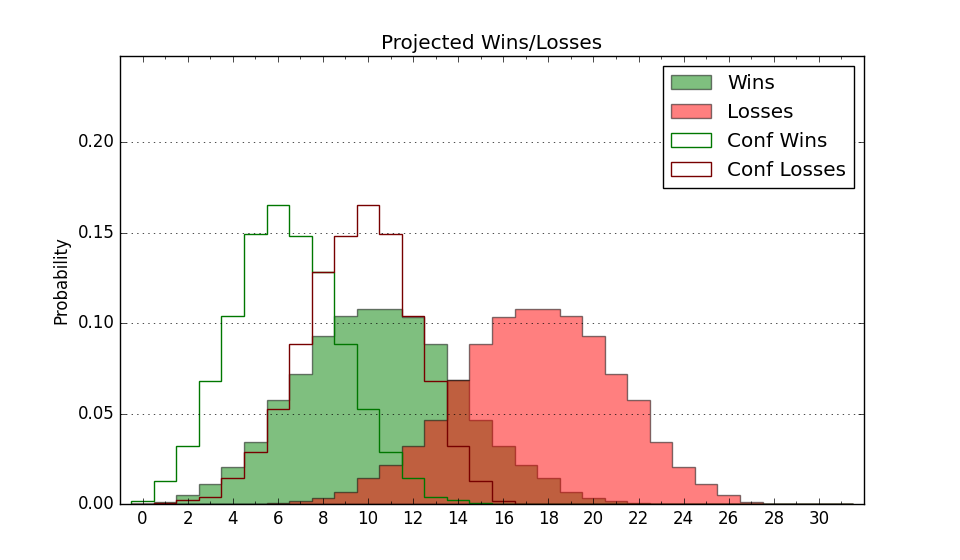 Projected Wins/Losses
Wins
Losses
Conf Wins
Conf Losses
Probability
0.20
0.15
0.10
0.05
0.00
0 2 4 6 8 10 12 14 16 18 20 22 24 26 28 30